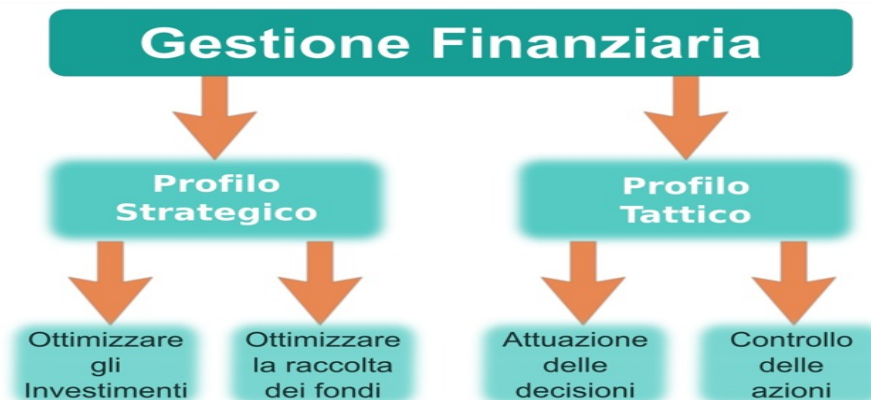 Gestione Finanziaria
Profilo
Strategico
Profilo
Tattico
Ottimizzare
gli
Investimenti
Ottimizzare
la raccolta
dei fondi
Attuazione
delle
decisioni
Controllo
delle
azioni